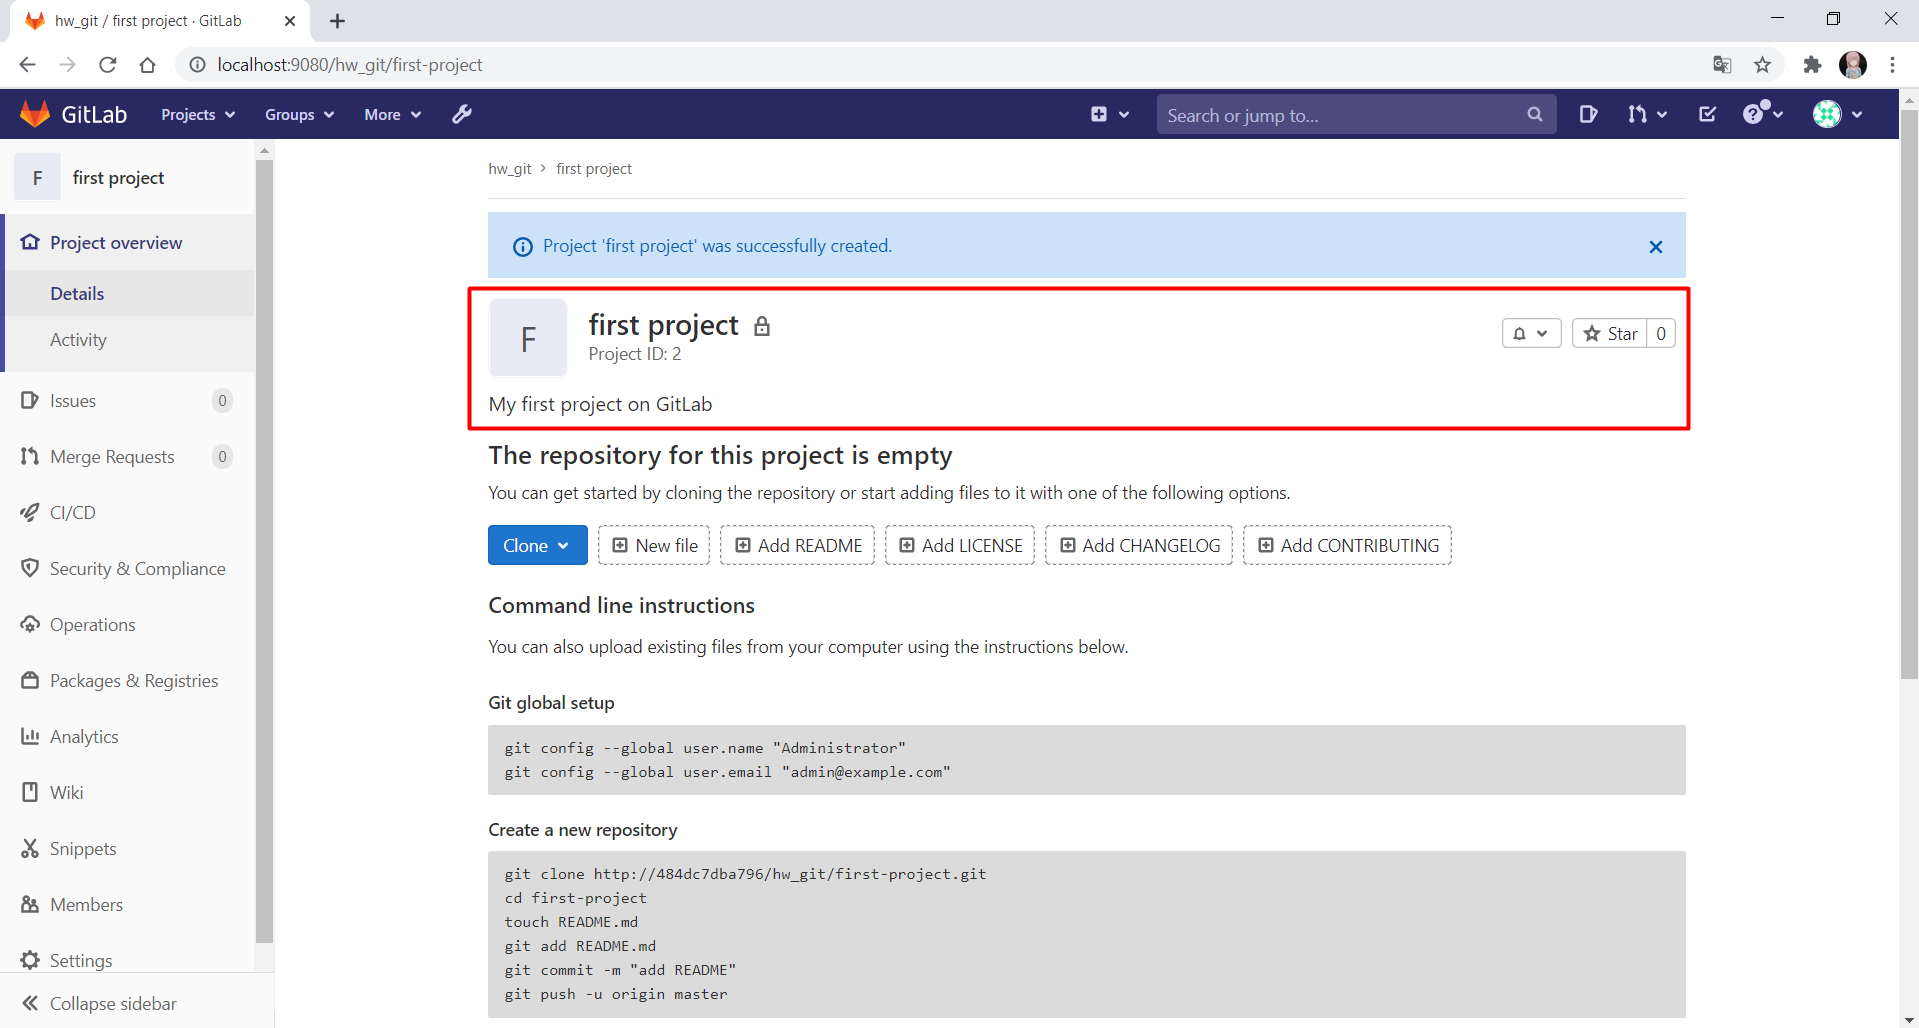 hw_git / first project · GitLab
localhost:9080/hw_git/first-project
GitLab
Projects
Groups
More
Search or jump to...
F
first project
Project overview
Details
Activity
Issues 0
Merge Requests 0
CI/CD
Security & Compliance
Operations
Packages & Registries
Analytics
Wiki
Snippets
Members
Settings
Collapse sidebar
hw_git > first project
Project 'first project' was successfully created.
F
first project
Project ID: 2
Star 0
My first project on GitLab
The repository for this project is empty
You can get started by cloning the repository or start adding files to it with one of the following options.
Clone
New file
Add README
Add LICENSE
Add CHANGELOG
Add CONTRIBUTING
Command line instructions
You can also upload existing files from your computer using the instructions below.
Git global setup
git config --global user.name "Administrator"
git config --global user.email "admin@example.com"
Create a new repository
git clone http://484dc7dba796/hw_git/first-project.git
cd first-project
touch README.md
git add README.md
git commit -m "add README"
git push -u origin master